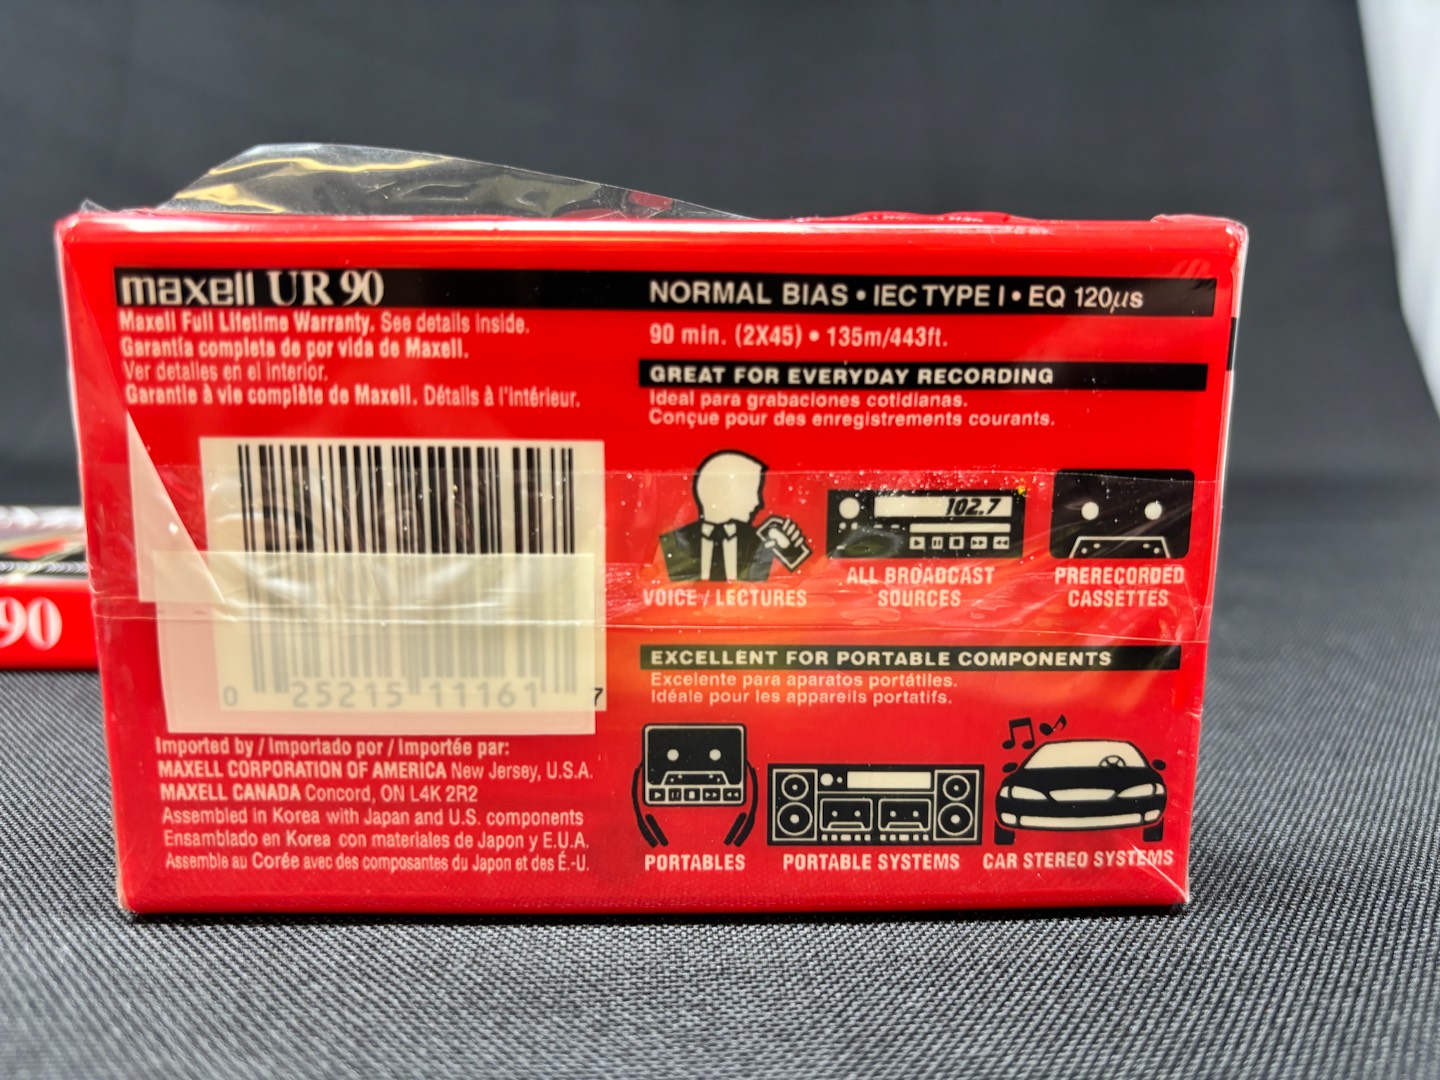 maxell UR 90
Maxell Full Lifetime Warranty. See details inside.
Garantía completa de por vida de Maxell.
Ver detalles en el interior.
Garantie à vie complète de Maxell. Détails à l'intérieur.
0 25215 11161 7
Imported by / Importado por / Importée par:
MAXELL CORPORATION OF AMERICA New Jersey, U.S.A.
MAXELL CANADA Concord, ON L4K 2R2
Assembled in Korea with Japan and U.S. components
Ensamblado en Korea con materiales de Japon y E.U.A.
Assemble au Corée avec des composantes du Japon et des É.-U.
NORMAL BIAS • IEC TYPE I • EQ 120µs
90 min. (2X45) • 135m/443ft.
GREAT FOR EVERYDAY RECORDING
Ideal para grabaciones cotidianas.
Conçue pour des enregistrements courants.
102.7
VOICE / LECTURES
ALL BROADCAST
SOURCES
PRERECORDED
CASSETTES
EXCELLENT FOR PORTABLE COMPONENTS
Excelente para aparatos portátiles.
Idéale pour les appareils portatifs.
PORTABLES
PORTABLE SYSTEMS
CAR STEREO SYSTEMS
90